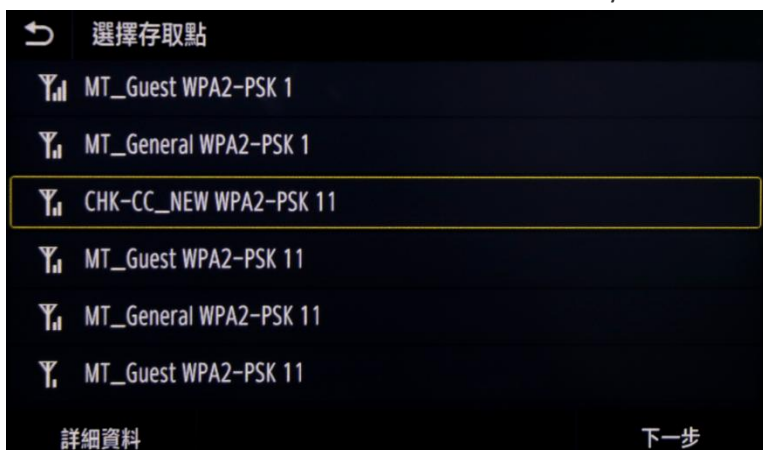 選擇存取點
MT_Guest WPA2-PSK 1
MT_General WPA2-PSK 1
CHK-CC_NEW WPA2-PSK 11
MT_Guest WPA2-PSK 11
MT_General WPA2-PSK 11
MT_Guest WPA2-PSK 11
詳細資料 下一步